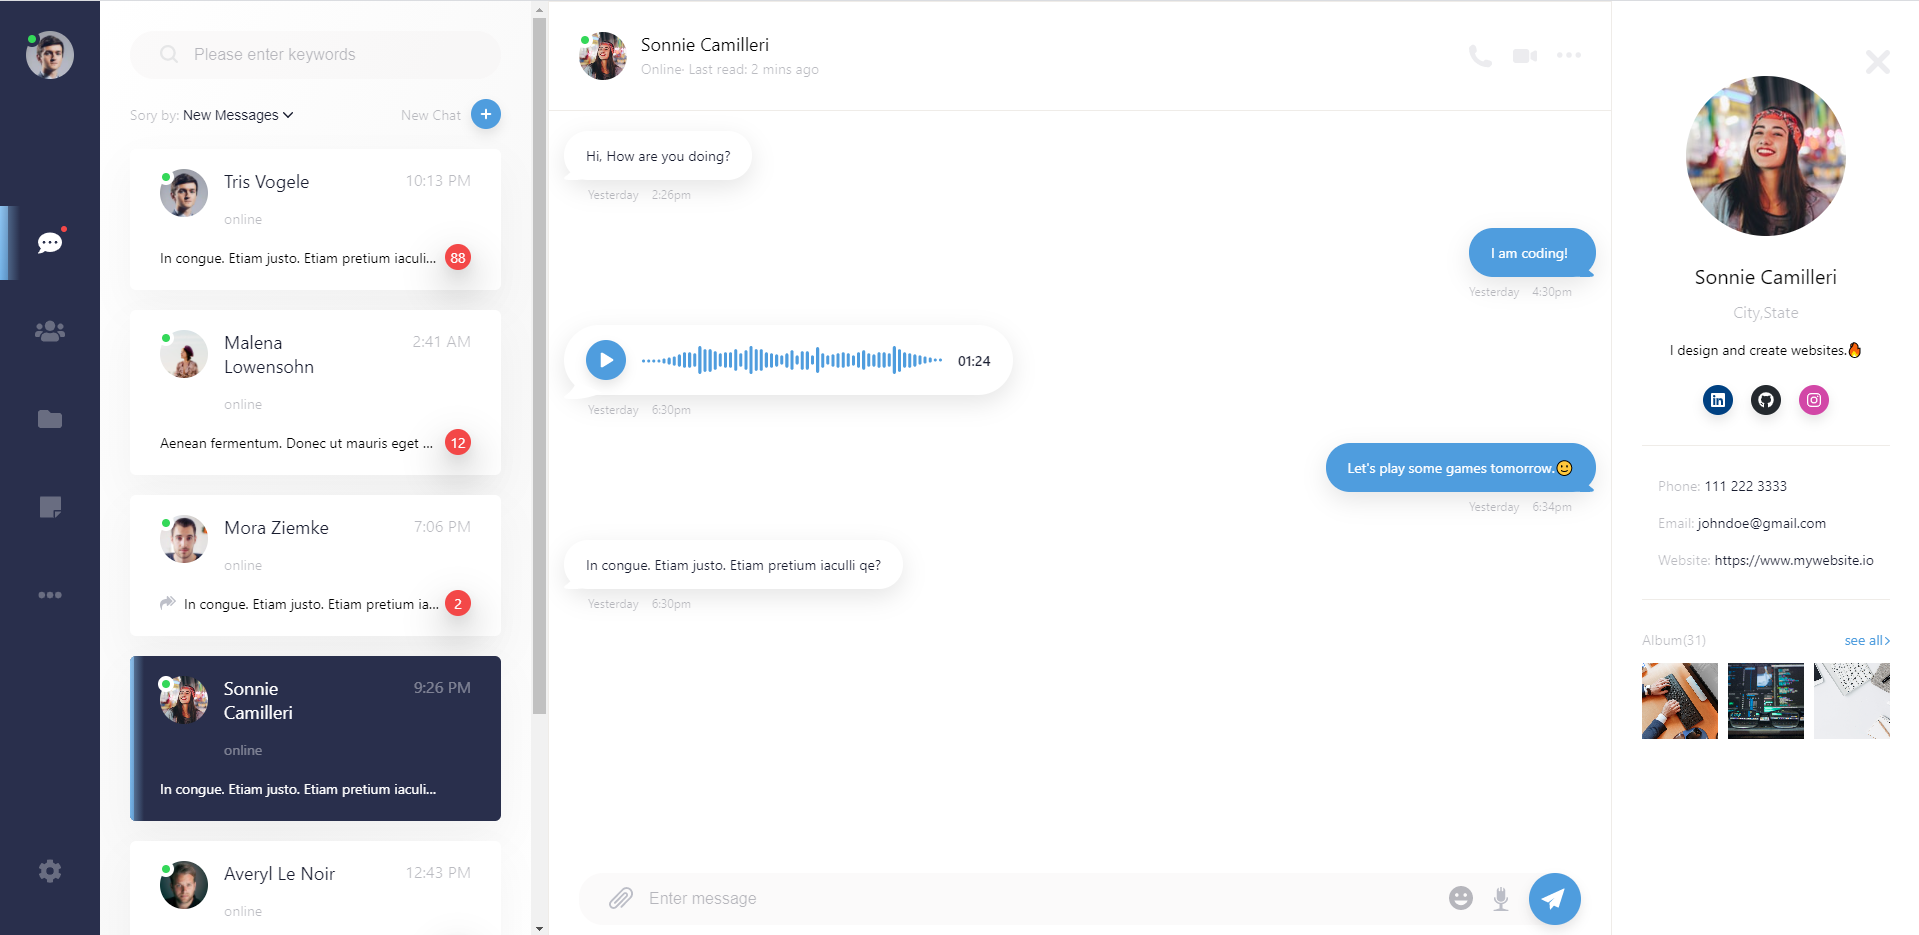 Please enter keywords
Sory by: New Messages
New Chat
Tris Vogele
10:13 PM
online
In congue. Etiam justo. Etiam pretium iaculi...
88
Malena
Lowensohn
2:41 AM
online
Aenean fermentum. Donec ut mauris eget ...
12
Mora Ziemke
7:06 PM
online
In congue. Etiam justo. Etiam pretium ia...
2
Sonnie
Camilleri
9:26 PM
online
In congue. Etiam justo. Etiam pretium iaculi...
Averyl Le Noir
12:43 PM
online
Sonnie Camilleri
Online· Last read: 2 mins ago
Hi, How are you doing?
Yesterday 2:26pm
I am coding!
Yesterday 4:30pm
01:24
Yesterday 6:30pm
Let's play some games tomorrow.🙂
Yesterday 6:34pm
In congue. Etiam justo. Etiam pretium iaculli qe?
Yesterday 6:30pm
Enter message
Sonnie Camilleri
City,State
I design and create websites.🔥
Phone: 111 222 3333
Email: johndoe@gmail.com
Website: https://www.mywebsite.io
Album(31)
see all